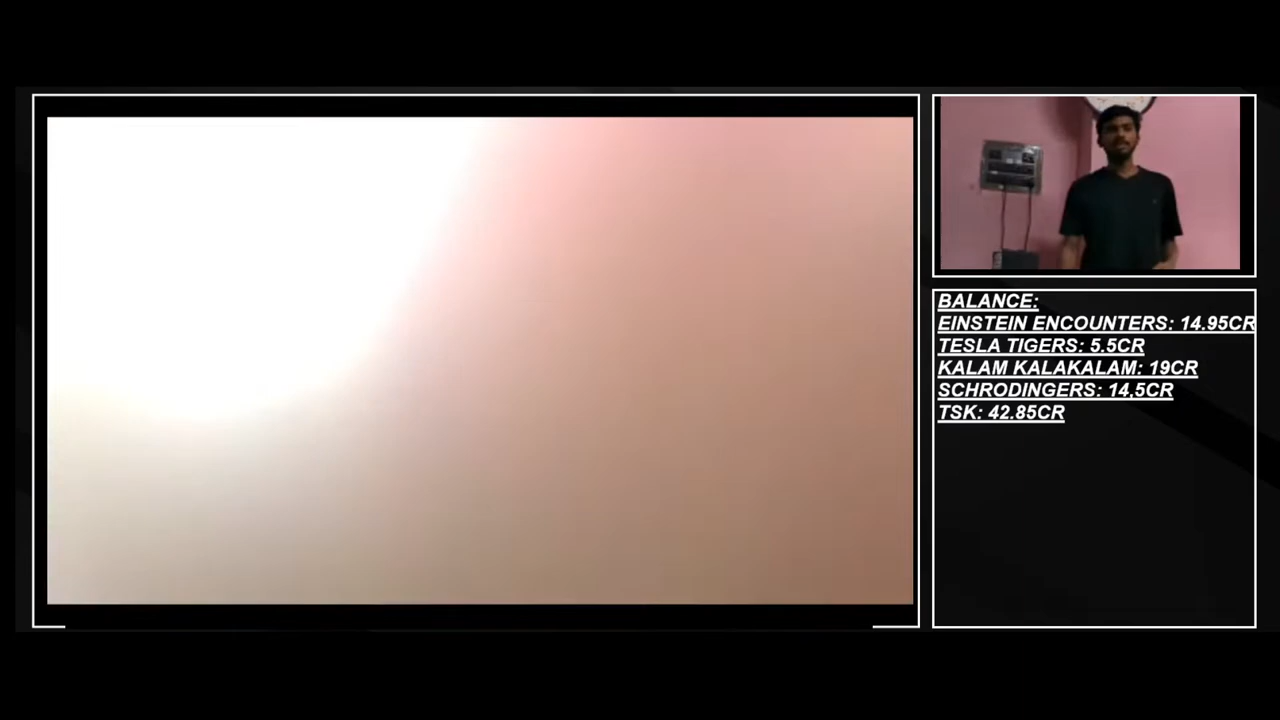 BALANCE:
EINSTEIN ENCOUNTERS: 14.95CR
TESLA TIGERS: 5.5CR
KALAM KALAKALAM: 19CR
SCHRODINGERS: 14,5CR
TSK: 42.85CR